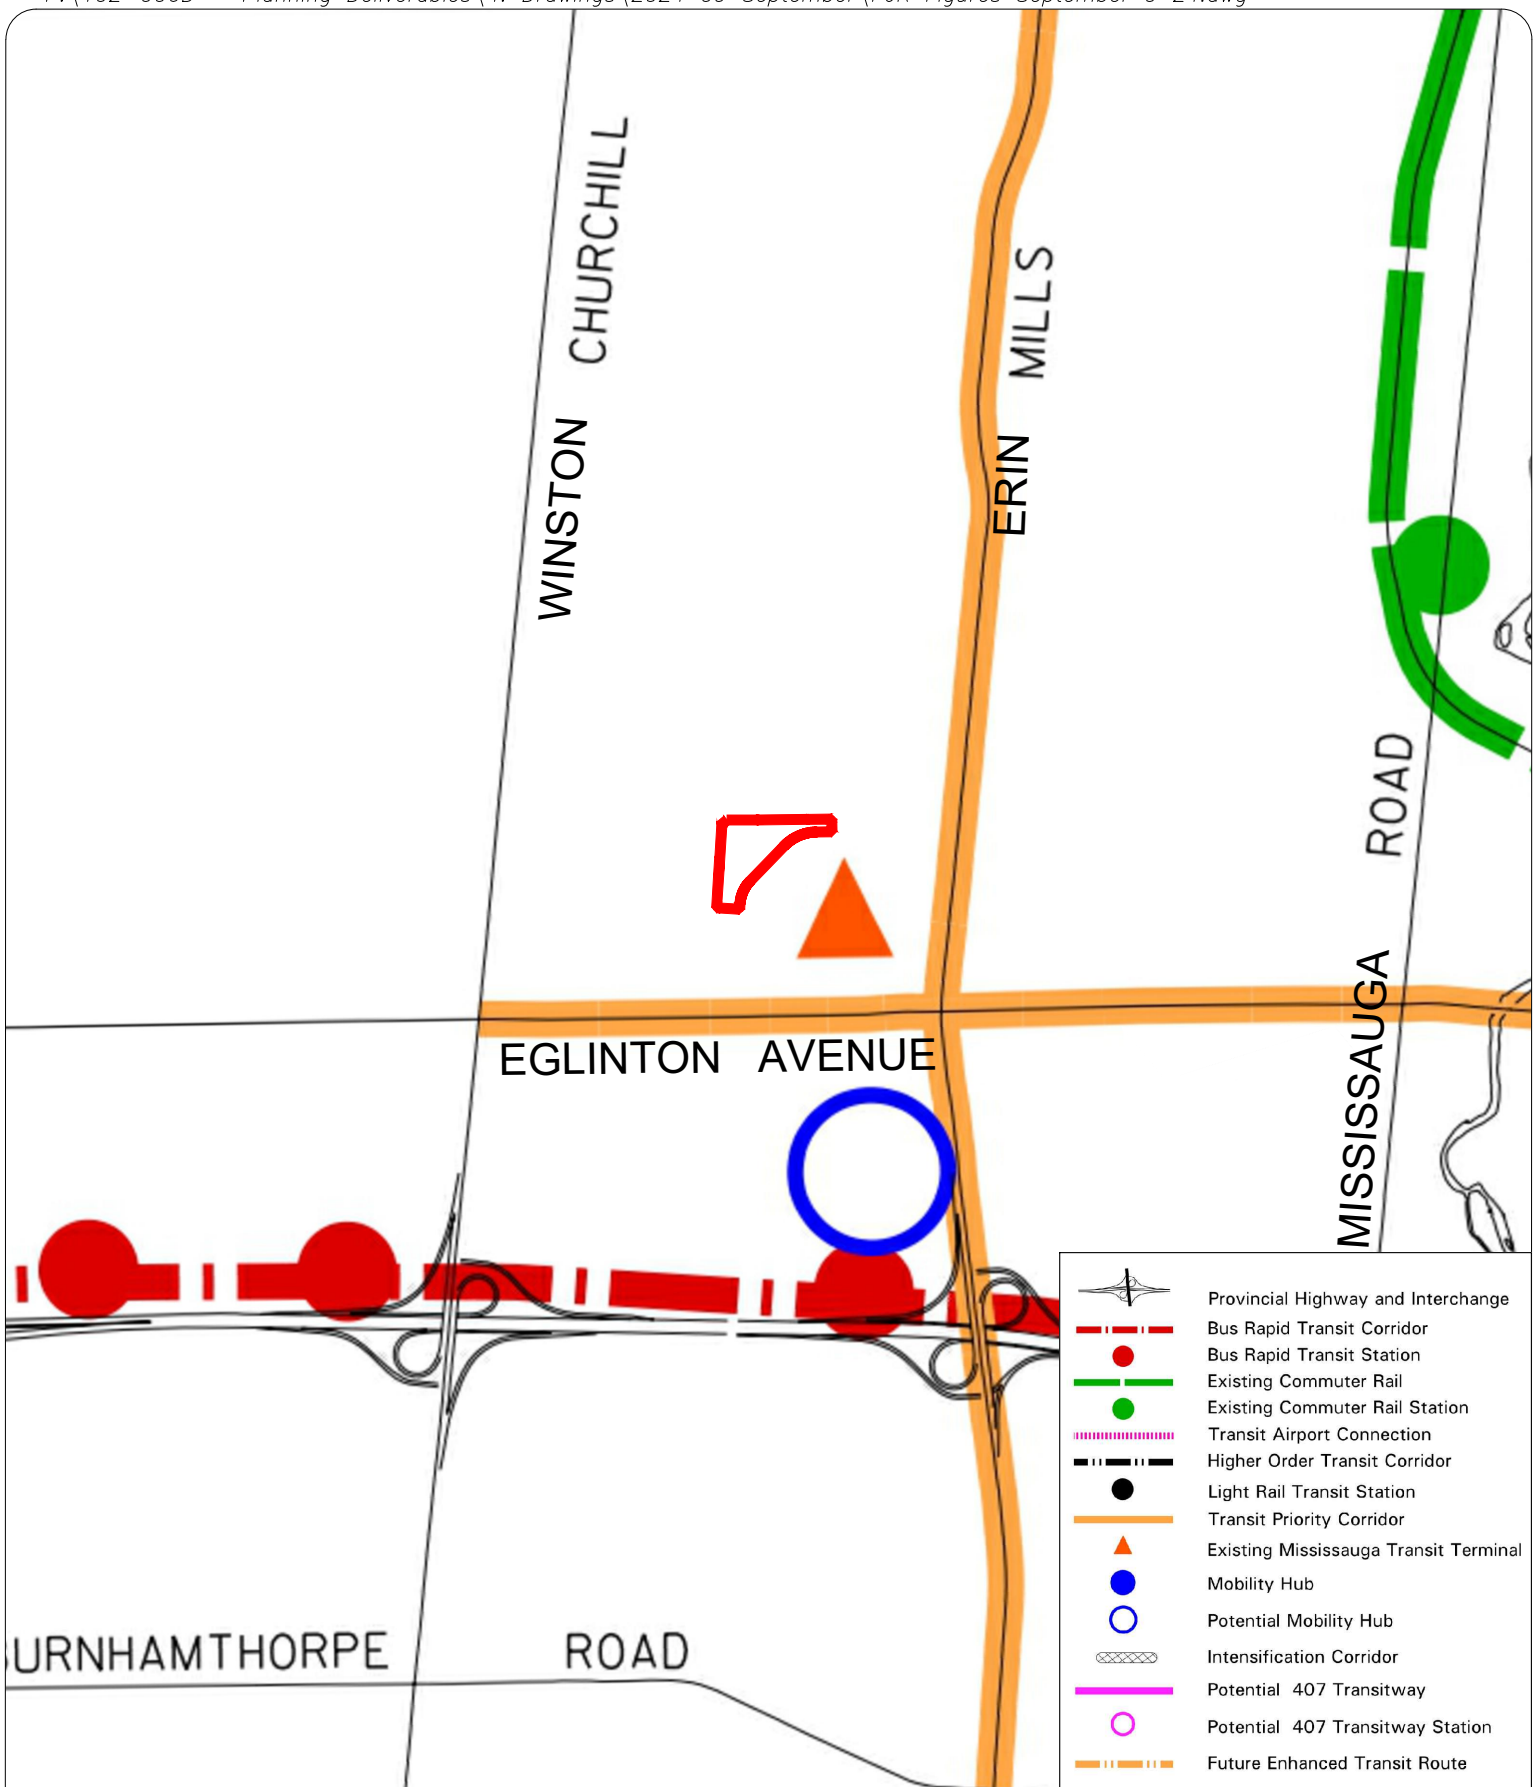 WINSTON CHURCHILL
ERIN MILLS
MISSISSAUGA ROAD
EGLINTON AVENUE
BURNHAMTHORPE ROAD
Provincial Highway and Interchange
Bus Rapid Transit Corridor
Bus Rapid Transit Station
Existing Commuter Rail
Existing Commuter Rail Station
Transit Airport Connection
Higher Order Transit Corridor
Light Rail Transit Station
Transit Priority Corridor
Existing Mississauga Transit Terminal
Mobility Hub
Potential Mobility Hub
Intensification Corridor
Potential 407 Transitway
Potential 407 Transitway Station
Future Enhanced Transit Route